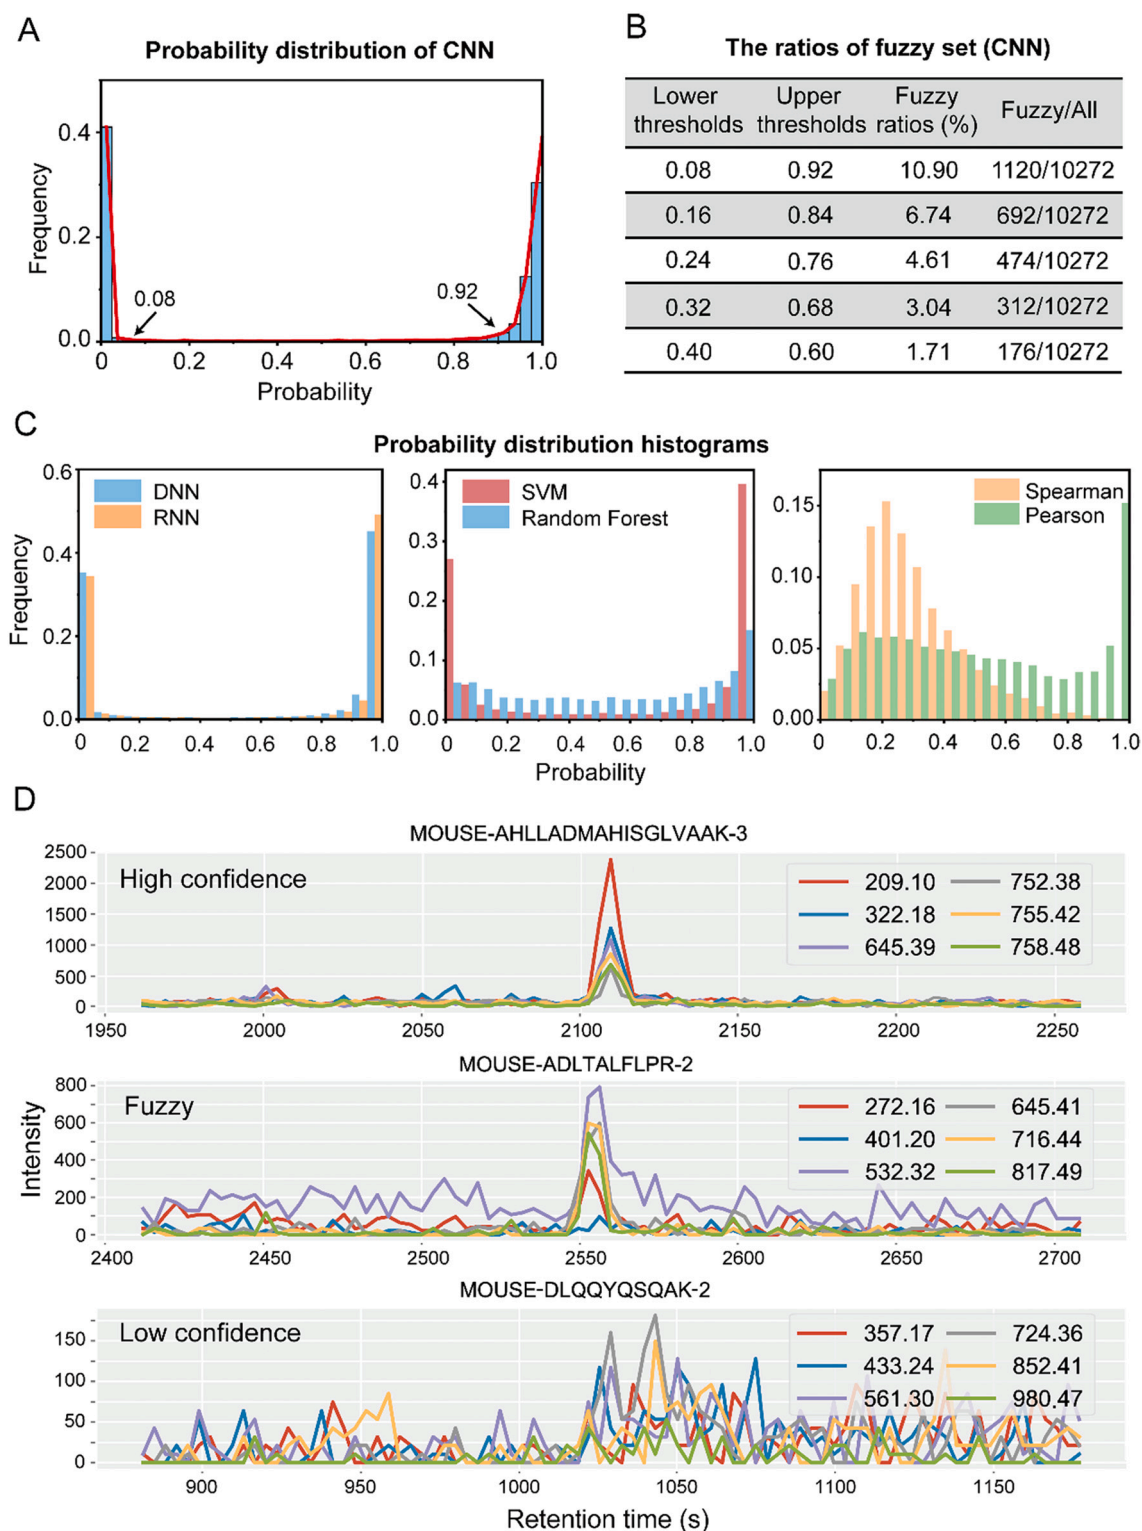 A
Probability distribution of CNN
0.4
0.2
0.0
Frequency
0.08
0.92
0 0.2 0.4 0.6 0.8 1.0
Probability
B
The ratios of fuzzy set (CNN)
Lower thresholds Upper thresholds Fuzzy ratios (%) Fuzzy/All
0.08 0.92 10.90 1120/10272
0.16 0.84 6.74 692/10272
0.24 0.76 4.61 474/10272
0.32 0.68 3.04 312/10272
0.40 0.60 1.71 176/10272
C
Probability distribution histograms
Frequency
0.6
0.4
0.2
0.0
DNN
RNN
0 0.2 0.4 0.6 0.8 1.0
0.4
0.3
0.2
0.1
0.0
SVM
Random Forest
0 0.2 0.4 0.6 0.8 1.0
Probability
0.15
0.10
0.05
0.00
Spearman
Pearson
0 0.2 0.4 0.6 0.8 1.0
D
MOUSE-AHLLADMAHISGLVAAK-3
High confidence
2500
2000
1500
1000
500
0
209.10 752.38
322.18 755.42
645.39 758.48
1950 2000 2050 2100 2150 2200 2250
MOUSE-ADLTALFLPR-2
Fuzzy
Intensity
800
600
400
200
0
272.16 645.41
401.20 716.44
532.32 817.49
2400 2450 2500 2550 2600 2650 2700
MOUSE-DLQQYQSQAK-2
Low confidence
150
100
50
0
357.17 724.36
433.24 852.41
561.30 980.47
900 950 1000 1050 1100 1150
Retention time (s)